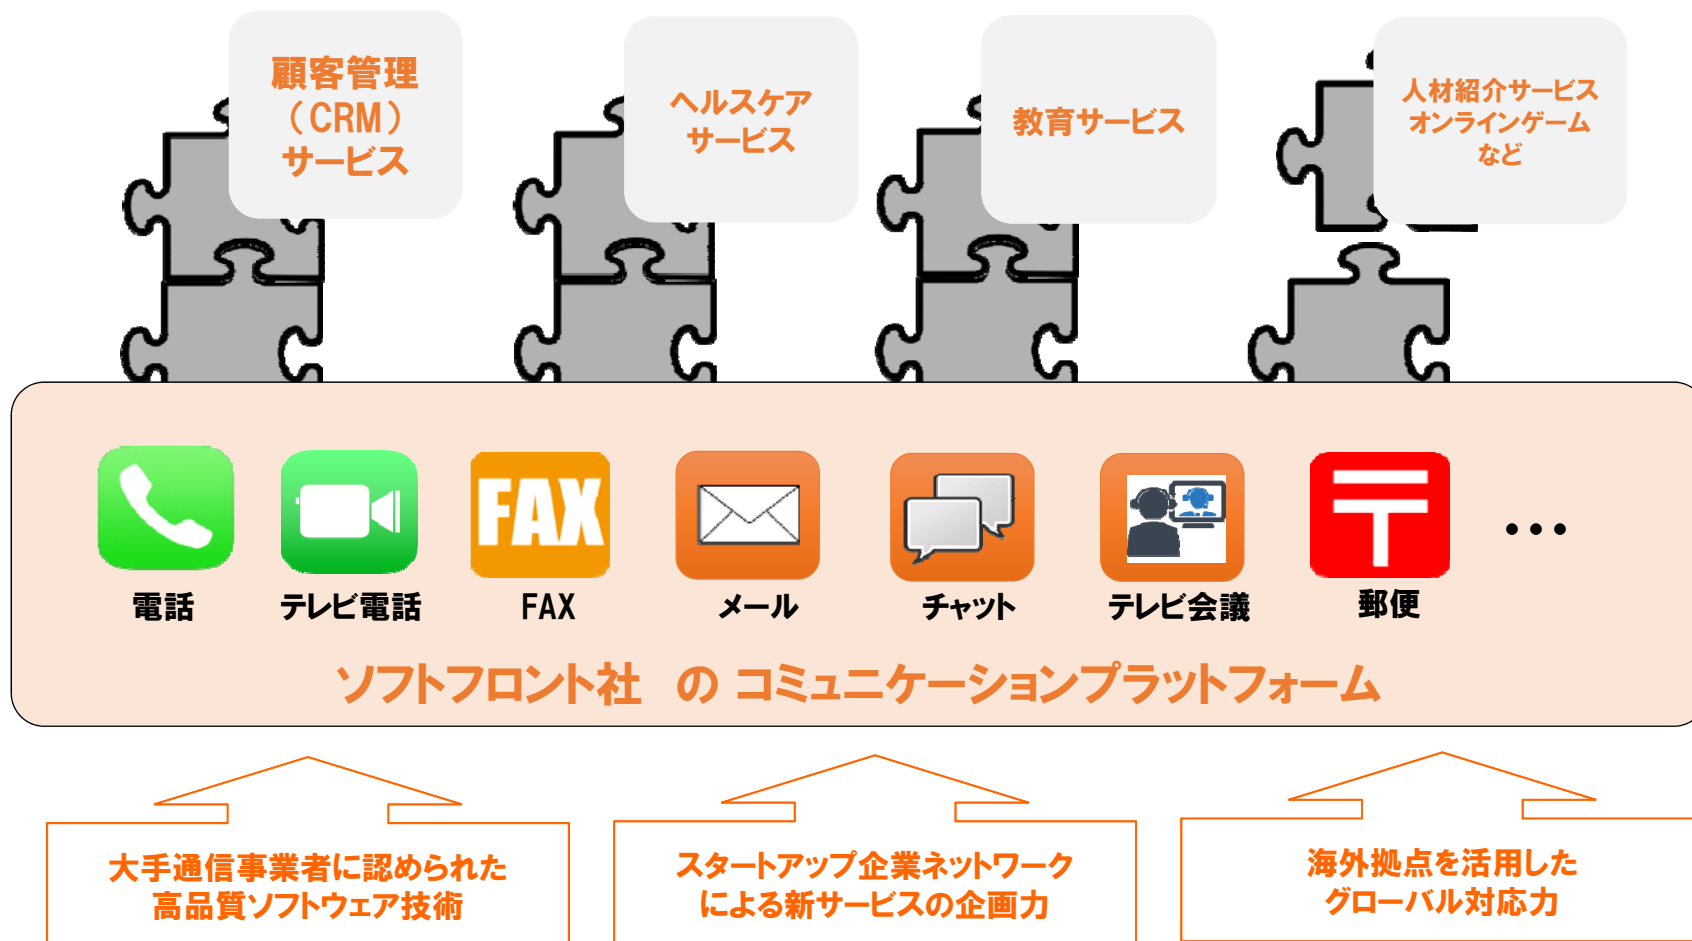 顧客管理
（CRM）
サービス
ヘルスケア
サービス
教育サービス
人材紹介サービス
オンラインゲーム
など
FAX
〒
・・・
電話
テレビ電話
FAX
メール
チャット
テレビ会議
郵便
ソフトフロント社 の コミュニケーションプラットフォーム
大手通信事業者に認められた
高品質ソフトウェア技術
スタートアップ企業ネットワーク
による新サービスの企画力
海外拠点を活用した
グローバル対応力